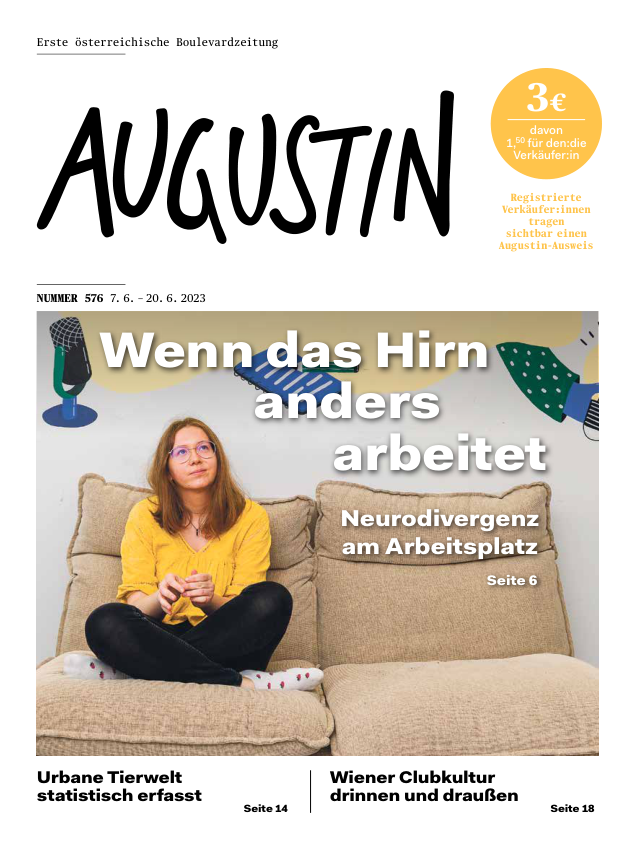 Erste österreichische Boulevardzeitung
AUGUSTIN
3€
davon
1,50 für den:die
Verkäufer:in
Registrierte
Verkäufer:innen
tragen
sichtbar einen
Augustin-Ausweis
NUMMER 576 7. 6. – 20. 6. 2023
Wenn das Hirn
anders
arbeitet
Neurodivergenz
am Arbeitsplatz
Seite 6
Urbane Tierwelt
statistisch erfasst
Seite 14
Wiener Clubkultur
drinnen und draußen
Seite 18